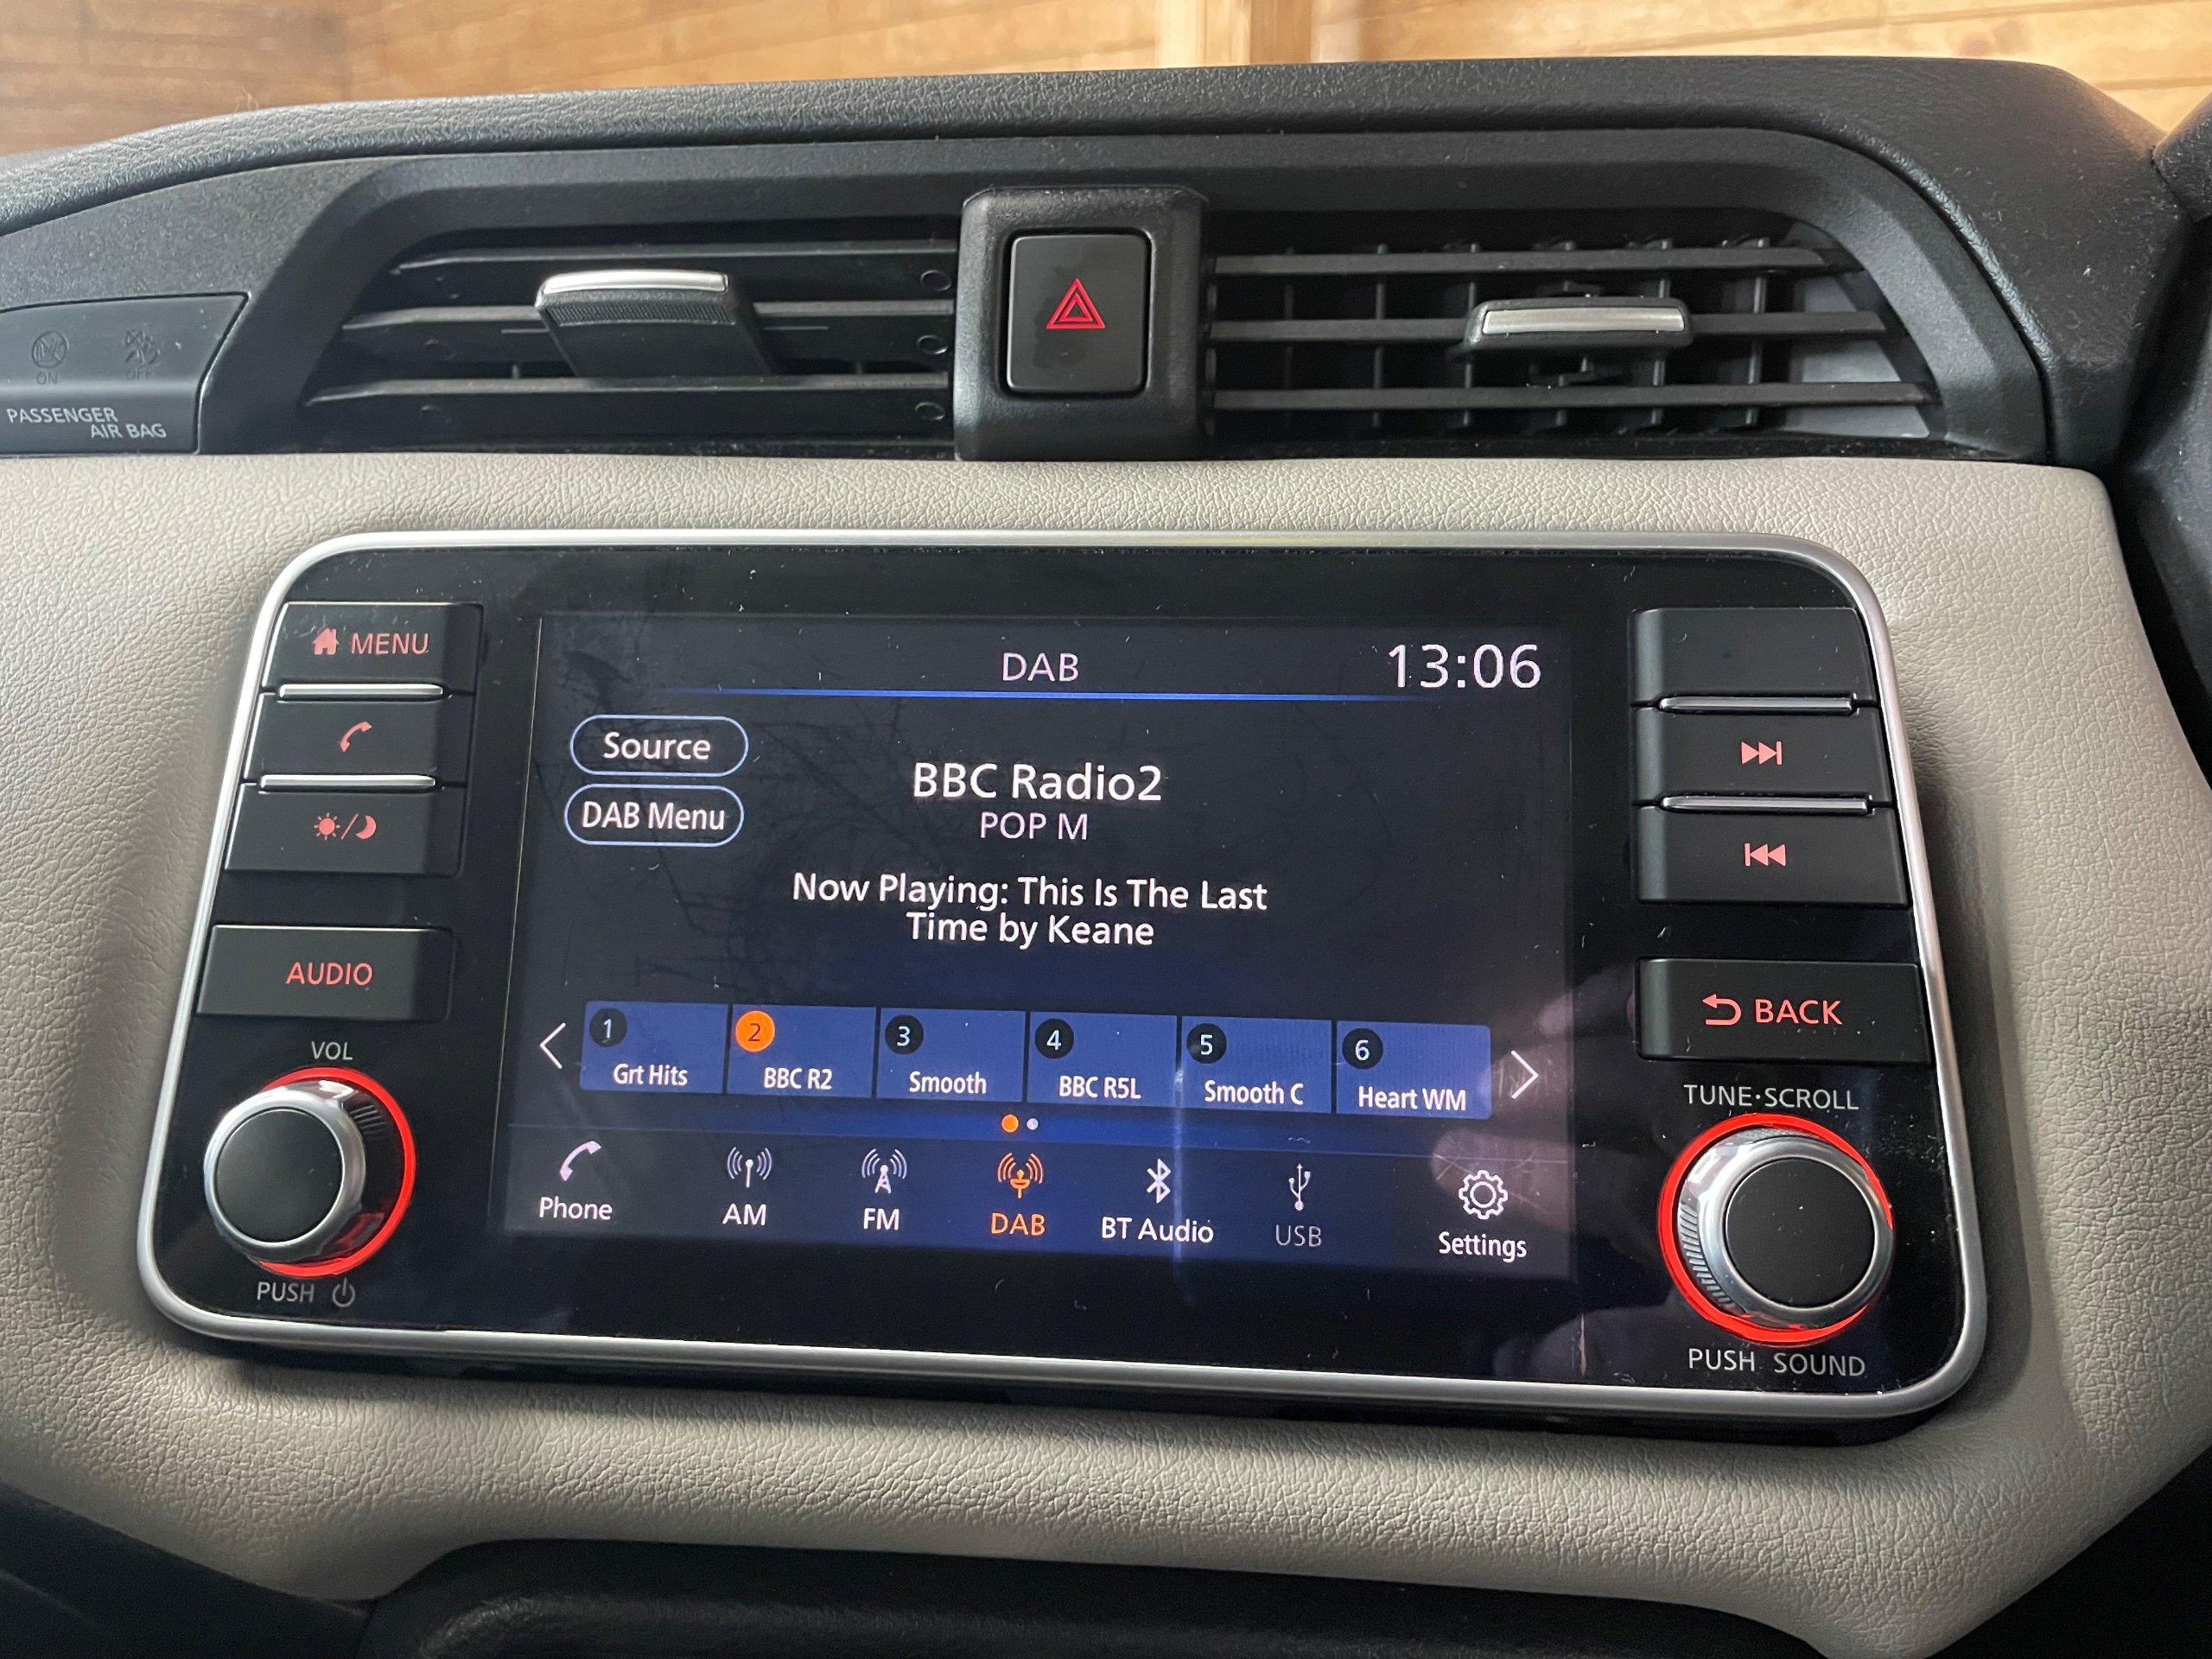 ON OFF
PASSENGER
AIR BAG
MENU
AUDIO
VOL
PUSH
DAB 13:06
Source
DAB Menu
BBC Radio2
POP M
Now Playing: This Is The Last
Time by Keane
1 2 3 4 5 6
Grt Hits BBC R2 Smooth BBC R5L Smooth C Heart WM
Phone AM FM DAB BT Audio USB Settings
BACK
TUNE·SCROLL
PUSH SOUND